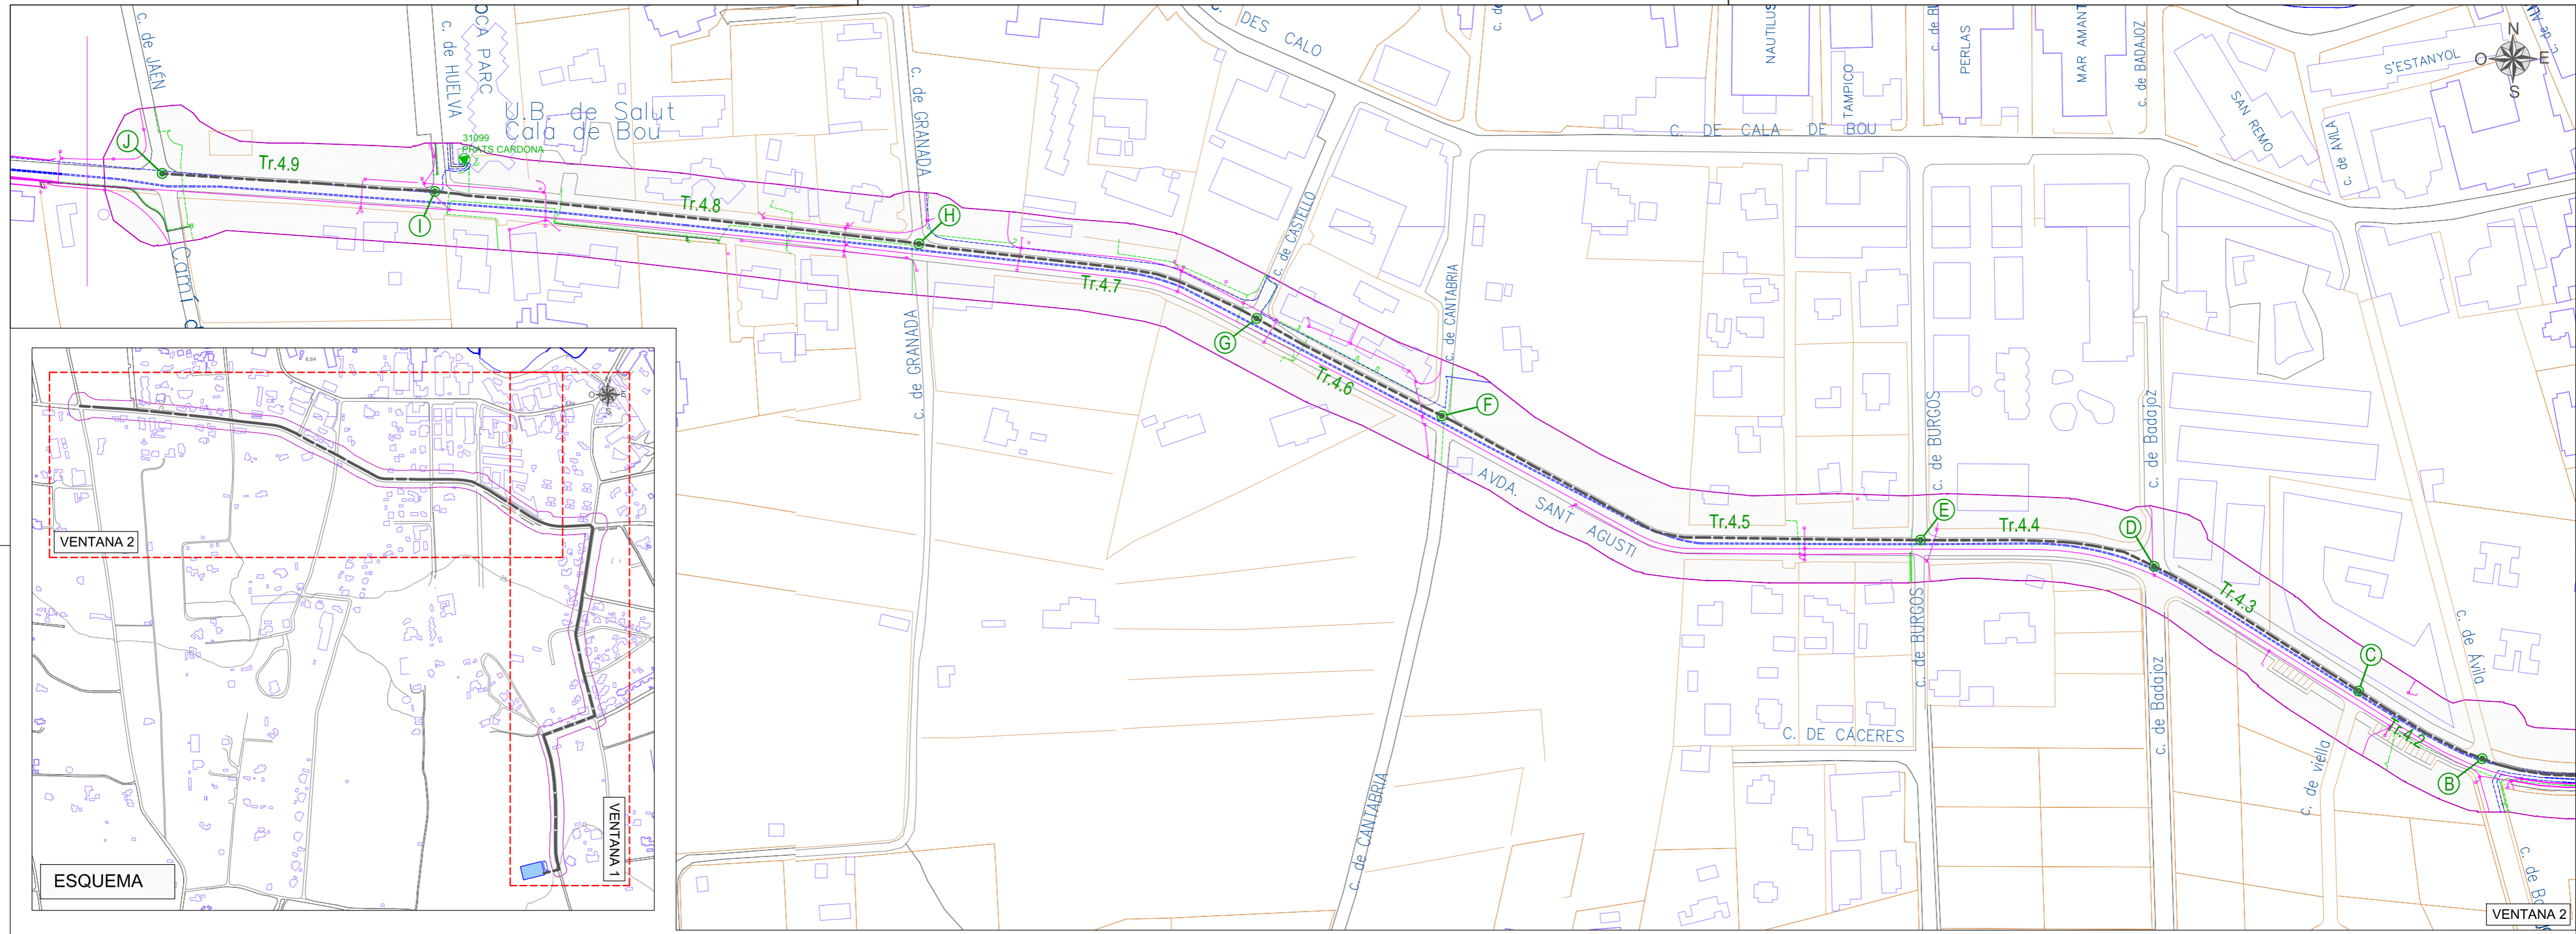 c. de JAÉN
c. de HUELVA
OCA PARC
U.B. de Salut
Cala de Bou
31099
PRATS CARDONA
c. de GRANADA
C. DES CALO
NAUTILUS
TAMPICO
PERLAS
MAR AMANT
c. de BADAJOZ
S'ESTANYOL
SAN REMO
c. de AVILA
N
O
E
S
C. DE CALA DE BOU
J
Tr.4.9
I
Tr.4.8
H
Tr.4.7
c. de CASTELLO
G
Tr.4.6
c. de CANTABRIA
F
AVDA. SANT AGUSTI
Tr.4.5
c. de BURGOS
E
Tr.4.4
c. de Badajoz
D
Tr.4.3
C
Tr.4.2
B
c. de Ávila
c. de viella
c. de GRANADA
c. de CANTABRIA
c. de BURGOS
C. DE CÁCERES
c. de Badajoz
Camí d
6.84
N
O
E
S
VENTANA 2
VENTANA 1
ESQUEMA
VENTANA 2